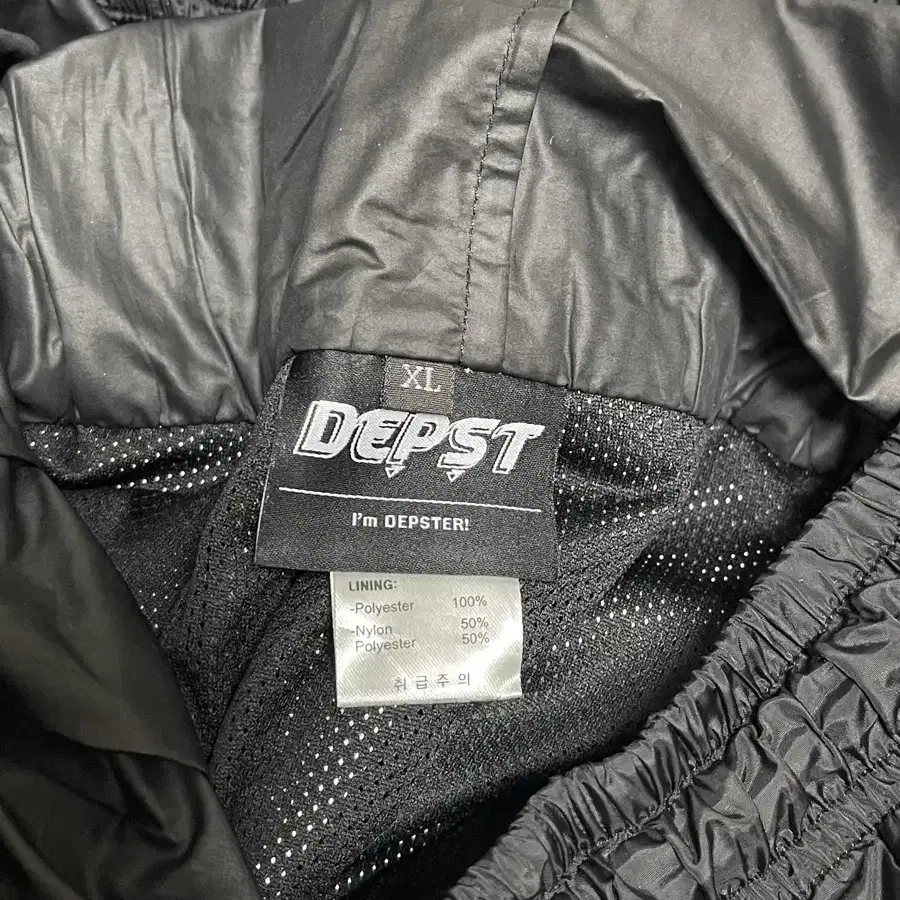 XL
DEPST
I'm DEPSTER!
LINING:
-Polyester 100%
-Nylon 50%
Polyester 50%
취급주의